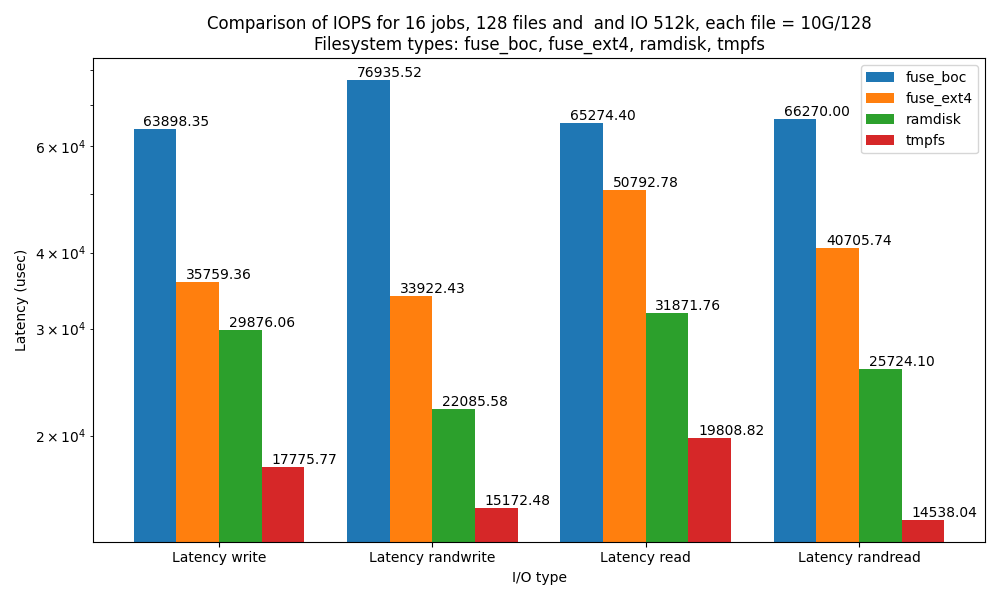 Comparison of IOPS for 16 jobs, 128 files and  and IO 512k, each file = 10G/128
Filesystem types: fuse_boc, fuse_ext4, ramdisk, tmpfs
fuse_boc
fuse_ext4
ramdisk
tmpfs
Latency (usec)
6 × 10⁴
4 × 10⁴
3 × 10⁴
2 × 10⁴
63898.35
35759.36
29876.06
17775.77
76935.52
33922.43
22085.58
15172.48
65274.40
50792.78
31871.76
19808.82
66270.00
40705.74
25724.10
14538.04
Latency write
Latency randwrite
Latency read
Latency randread
I/O type